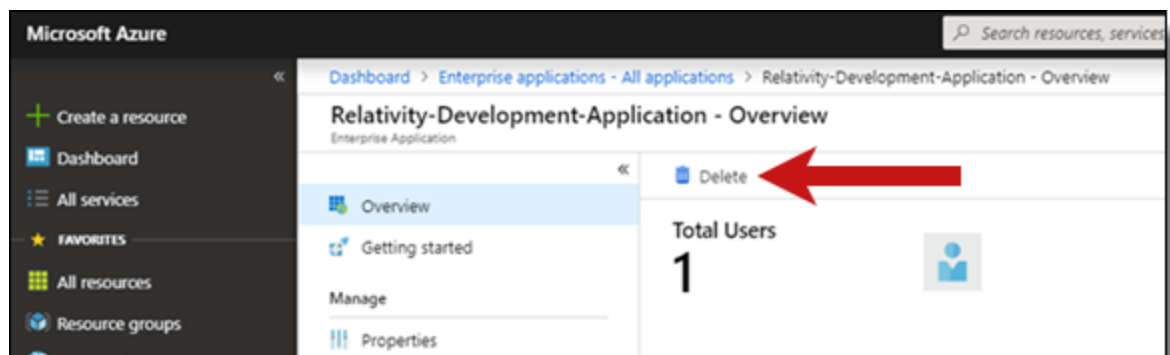 Microsoft Azure
Search resources, services
«
Dashboard > Enterprise applications - All applications > Relativity-Development-Application - Overview
Create a resource
Dashboard
All services
FAVORITES
All resources
Resource groups
Relativity-Development-Application - Overview
Enterprise Application
«
Overview
Getting started
Manage
Properties
Delete
Total Users
1